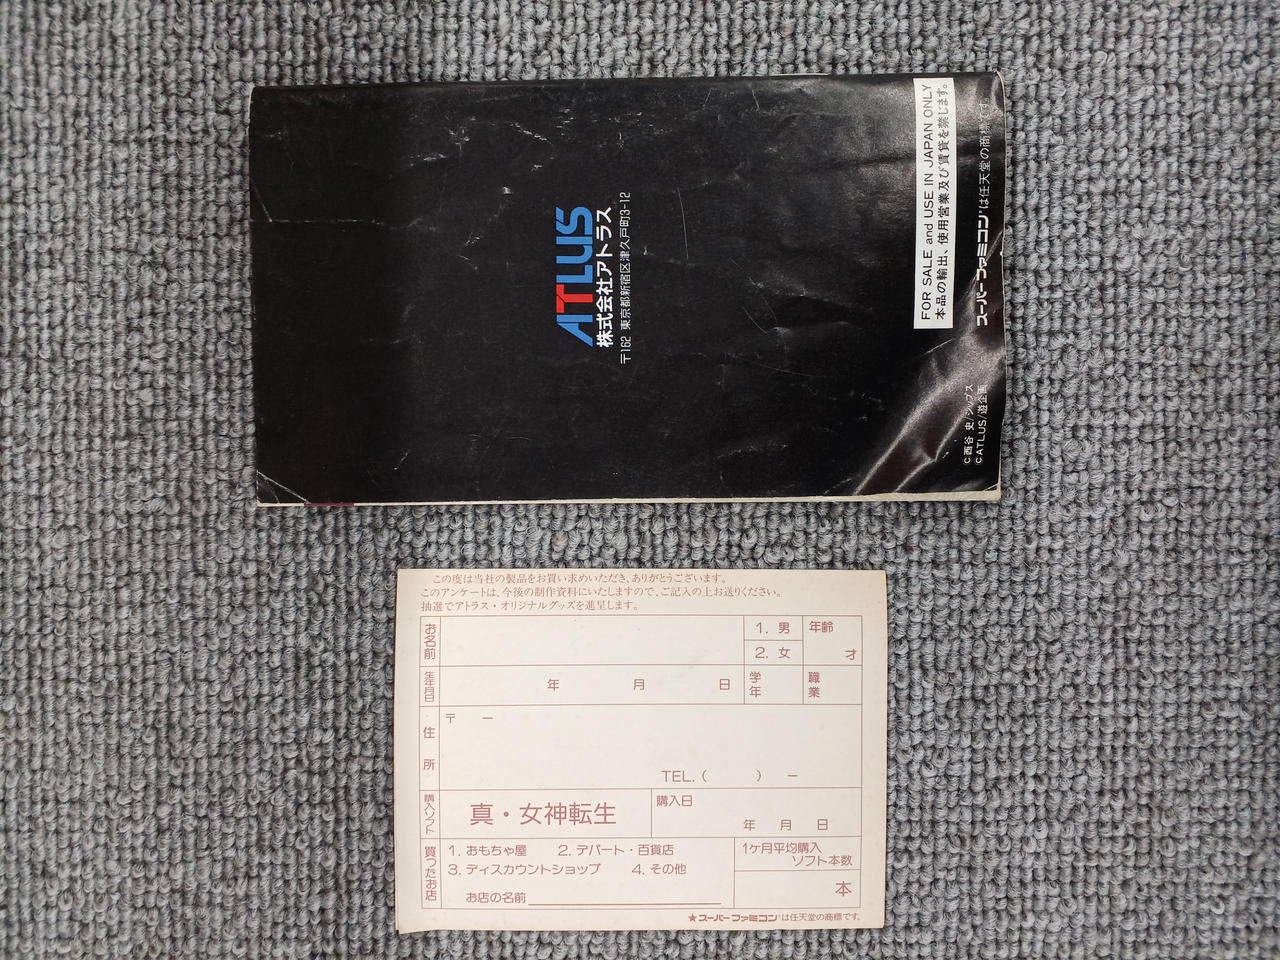 ATLUS
株式会社アトラス
〒162 東京都新宿区津久戸町3-12
FOR SALE and USE IN JAPAN ONLY
本品の輸出、使用営業及び賃貸を禁じます。
スーパーファミコン®は任天堂の商標です。
©西谷 史/シップス
©ATLUS/遊企画
この度は当社の製品をお買い求めいただき、ありがとうございます。
このアンケートは、今後の制作資料にいたしますので、ご記入の上お送りください。
抽選でアトラス・オリジナルグッズを進呈します。
お名前
1. 男
2. 女
年齢
才
生年月日
年 月 日
学年
職業
住所
〒 －
TEL. ( ) －
購入ソフト
真・女神転生
購入日
年 月 日
買ったお店
1. おもちゃ屋 2. デパート・百貨店
3. ディスカウントショップ 4. その他
お店の名前
1ケ月平均購入
ソフト本数
本
★スーパーファミコン®は任天堂の商標です。